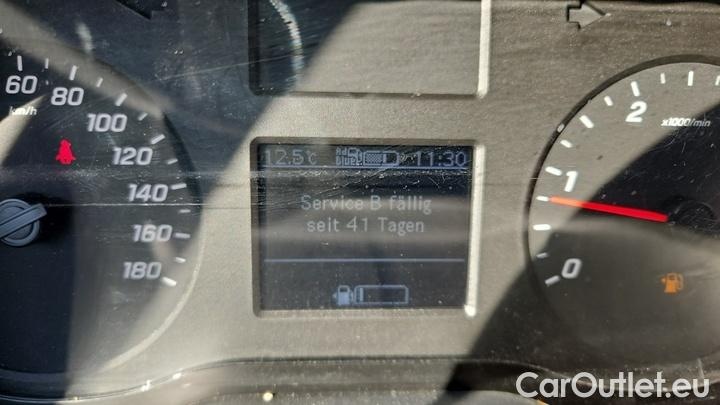 60
80
100
120
140
160
180
km/h
12.5°C
11:30
Service B fällig
seit 41 Tagen
2
1
0
x1000/min
CarOutlet.eu